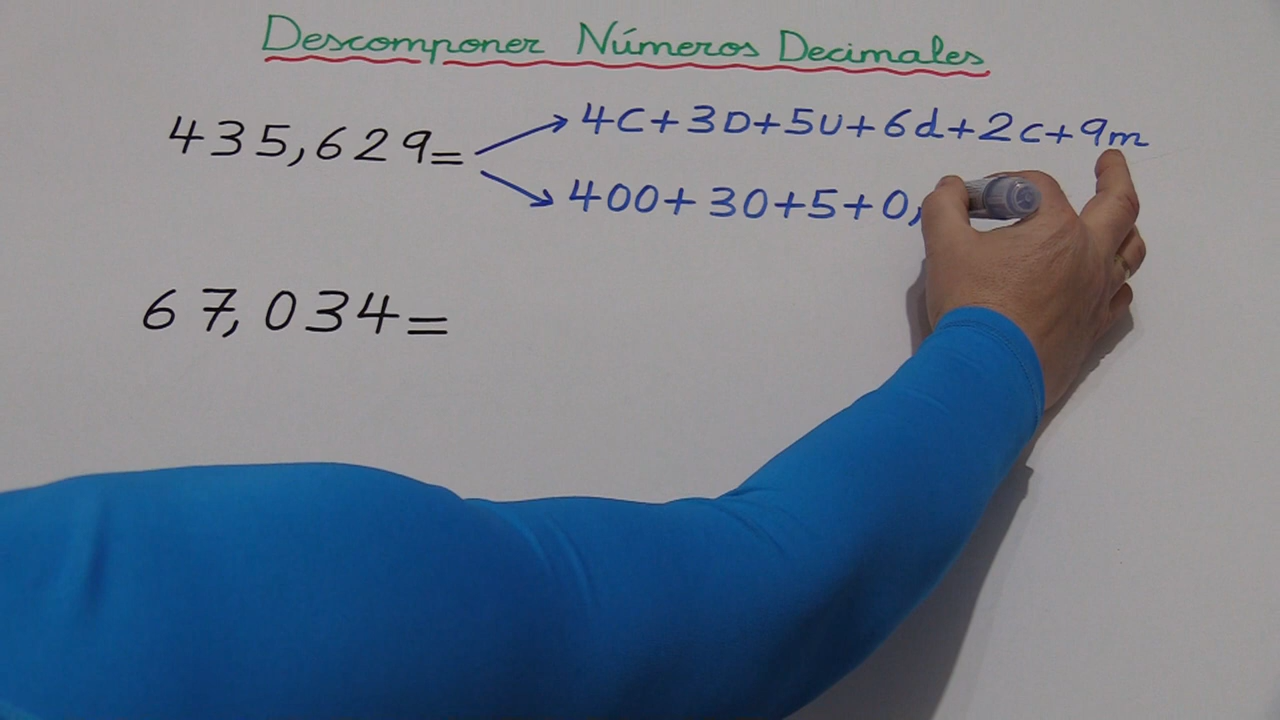 Descomponer Números Decimales
435,629= 4C+3D+5U+6d+2c+9m
400+30+5+0,
67,034=